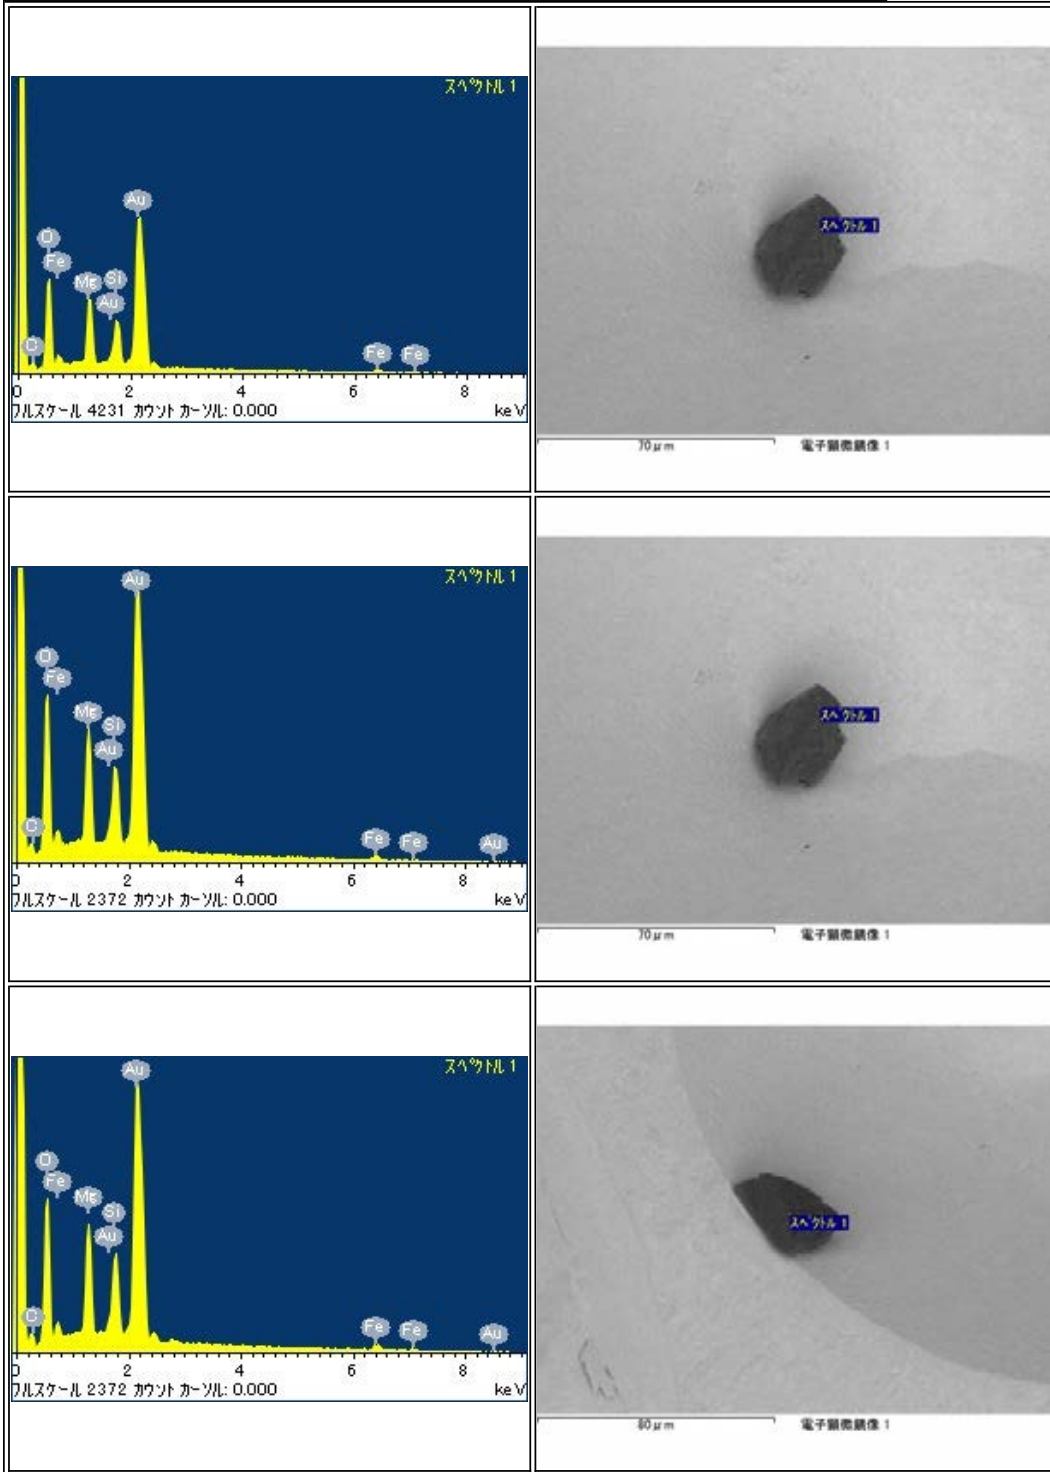 スペクトル 1
Au
O
Fe
Mg Si
Au
C
Fe Fe
0 2 4 6 8
フルスケール 4231 カウント カーソル: 0.000 keV
スペクトル 1
70μm 電子顕微鏡像 1
スペクトル 1
Au
O
Fe
Mg Si
Au
C
Fe Fe Au
0 2 4 6 8
フルスケール 2372 カウント カーソル: 0.000 keV
スペクトル 1
70μm 電子顕微鏡像 1
スペクトル 1
Au
O
Fe
Mg Si
Au
C
Fe Fe Au
0 2 4 6 8
フルスケール 2372 カウント カーソル: 0.000 keV
スペクトル 1
80μm 電子顕微鏡像 1